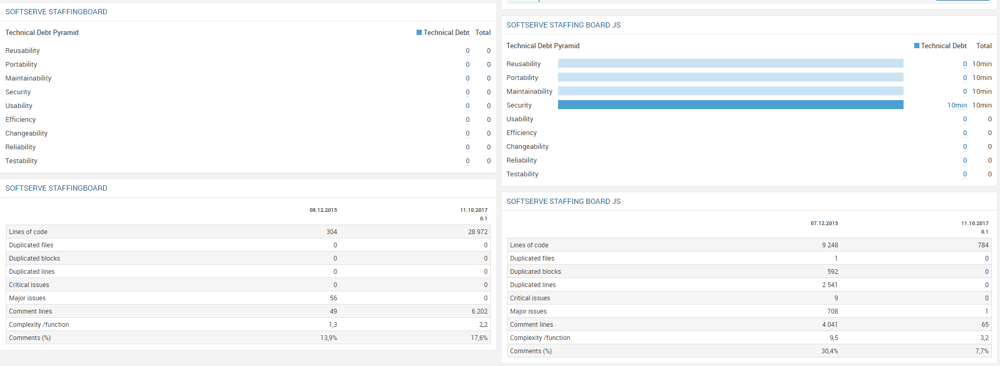 SOFTSERVE STAFFINGBOARD
Technical Debt Pyramid Technical Debt Total
Reusability 0 0
Portability 0 0
Maintainability 0 0
Security 0 0
Usability 0 0
Efficiency 0 0
Changeability 0 0
Reliability 0 0
Testability 0 0
SOFTSERVE STAFFINGBOARD
08.12.2015 11.10.2017
0.1
Lines of code 304 28 972
Duplicated files 0 0
Duplicated blocks 0 0
Duplicated lines 0 0
Critical issues 0 0
Major issues 56 0
Comment lines 49 6 202
Complexity /function 1,3 2,2
Comments (%) 13,9% 17,6%
SOFTSERVE STAFFING BOARD JS
Technical Debt Pyramid Technical Debt Total
Reusability 0 10min
Portability 0 10min
Maintainability 0 10min
Security 10min 10min
Usability 0 0
Efficiency 0 0
Changeability 0 0
Reliability 0 0
Testability 0 0
SOFTSERVE STAFFING BOARD JS
07.12.2015 11.10.2017
0.1
Lines of code 9 248 784
Duplicated files 1 0
Duplicated blocks 592 0
Duplicated lines 2 541 0
Critical issues 9 0
Major issues 708 1
Comment lines 4 041 65
Complexity /function 9,5 3,2
Comments (%) 30,4% 7,7%